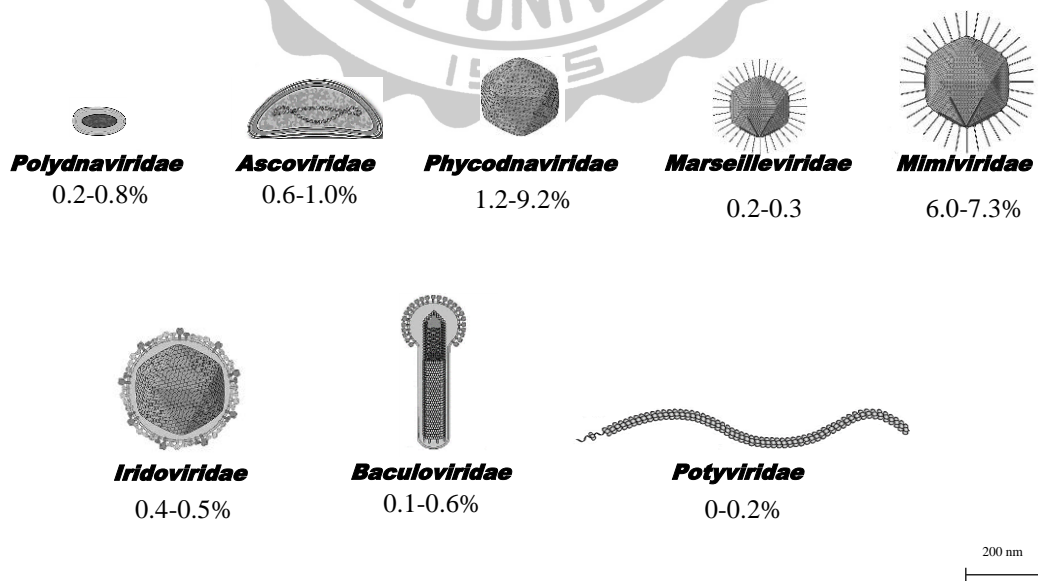 Polydnaviridae
0.2-0.8%
Ascoviridae
0.6-1.0%
Phycodnaviridae
1.2-9.2%
Marseilleviridae
0.2-0.3
Mimiviridae
6.0-7.3%
Iridoviridae
0.4-0.5%
Baculoviridae
0.1-0.6%
Potyviridae
0-0.2%
200 nm